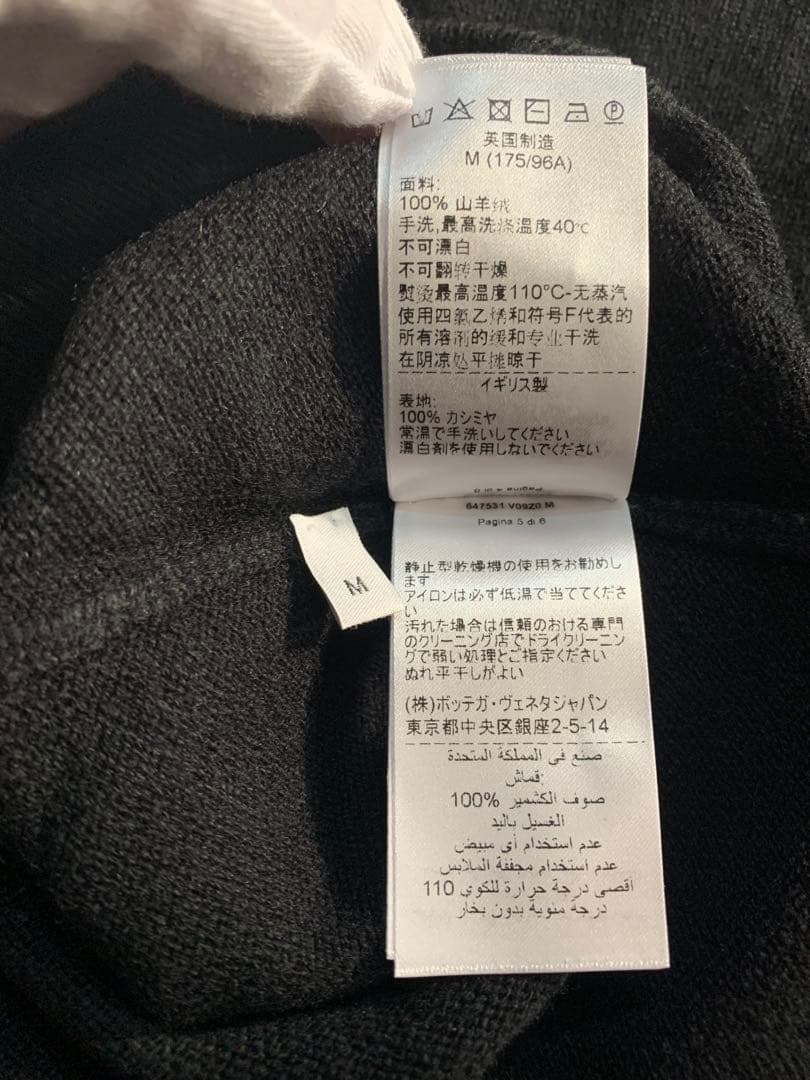 英国制造
M (175/96A)
面料:
100% 山羊绒
手洗,最高洗涤温度40℃
不可漂白
不可翻转干燥
熨烫最高温度110°C-无蒸汽
使用四氯乙烯和符号F代表的
所有溶剂的缓和专业干洗
在阴凉处平摊晾干
イギリス製
表地:
100% カシミヤ
常温で手洗いしてください
漂白剤を使用しないでください
647531 V09Z0 M
Pagina 5 di 6
M
静止型乾燥機の使用をお勧めし
ます
アイロンは必ず低温で当ててくださ
い
汚れた場合は信頼のおける専門
のクリーニング店でドライクリーニン
グで弱い処理とご指定ください
ぬれ平干しがよい
(株)ボッテガ・ヴェネタジャパン
東京都中央区銀座2-5-14
صنع في المملكة المتحدة
قماش:
صوف الكشمير 100%
الغسيل باليد
عدم استخدام أي مبيض
عدم استخدام مجففة الملابس
أقصى درجة حرارة للكوي 110
درجة مئوية بدون بخار